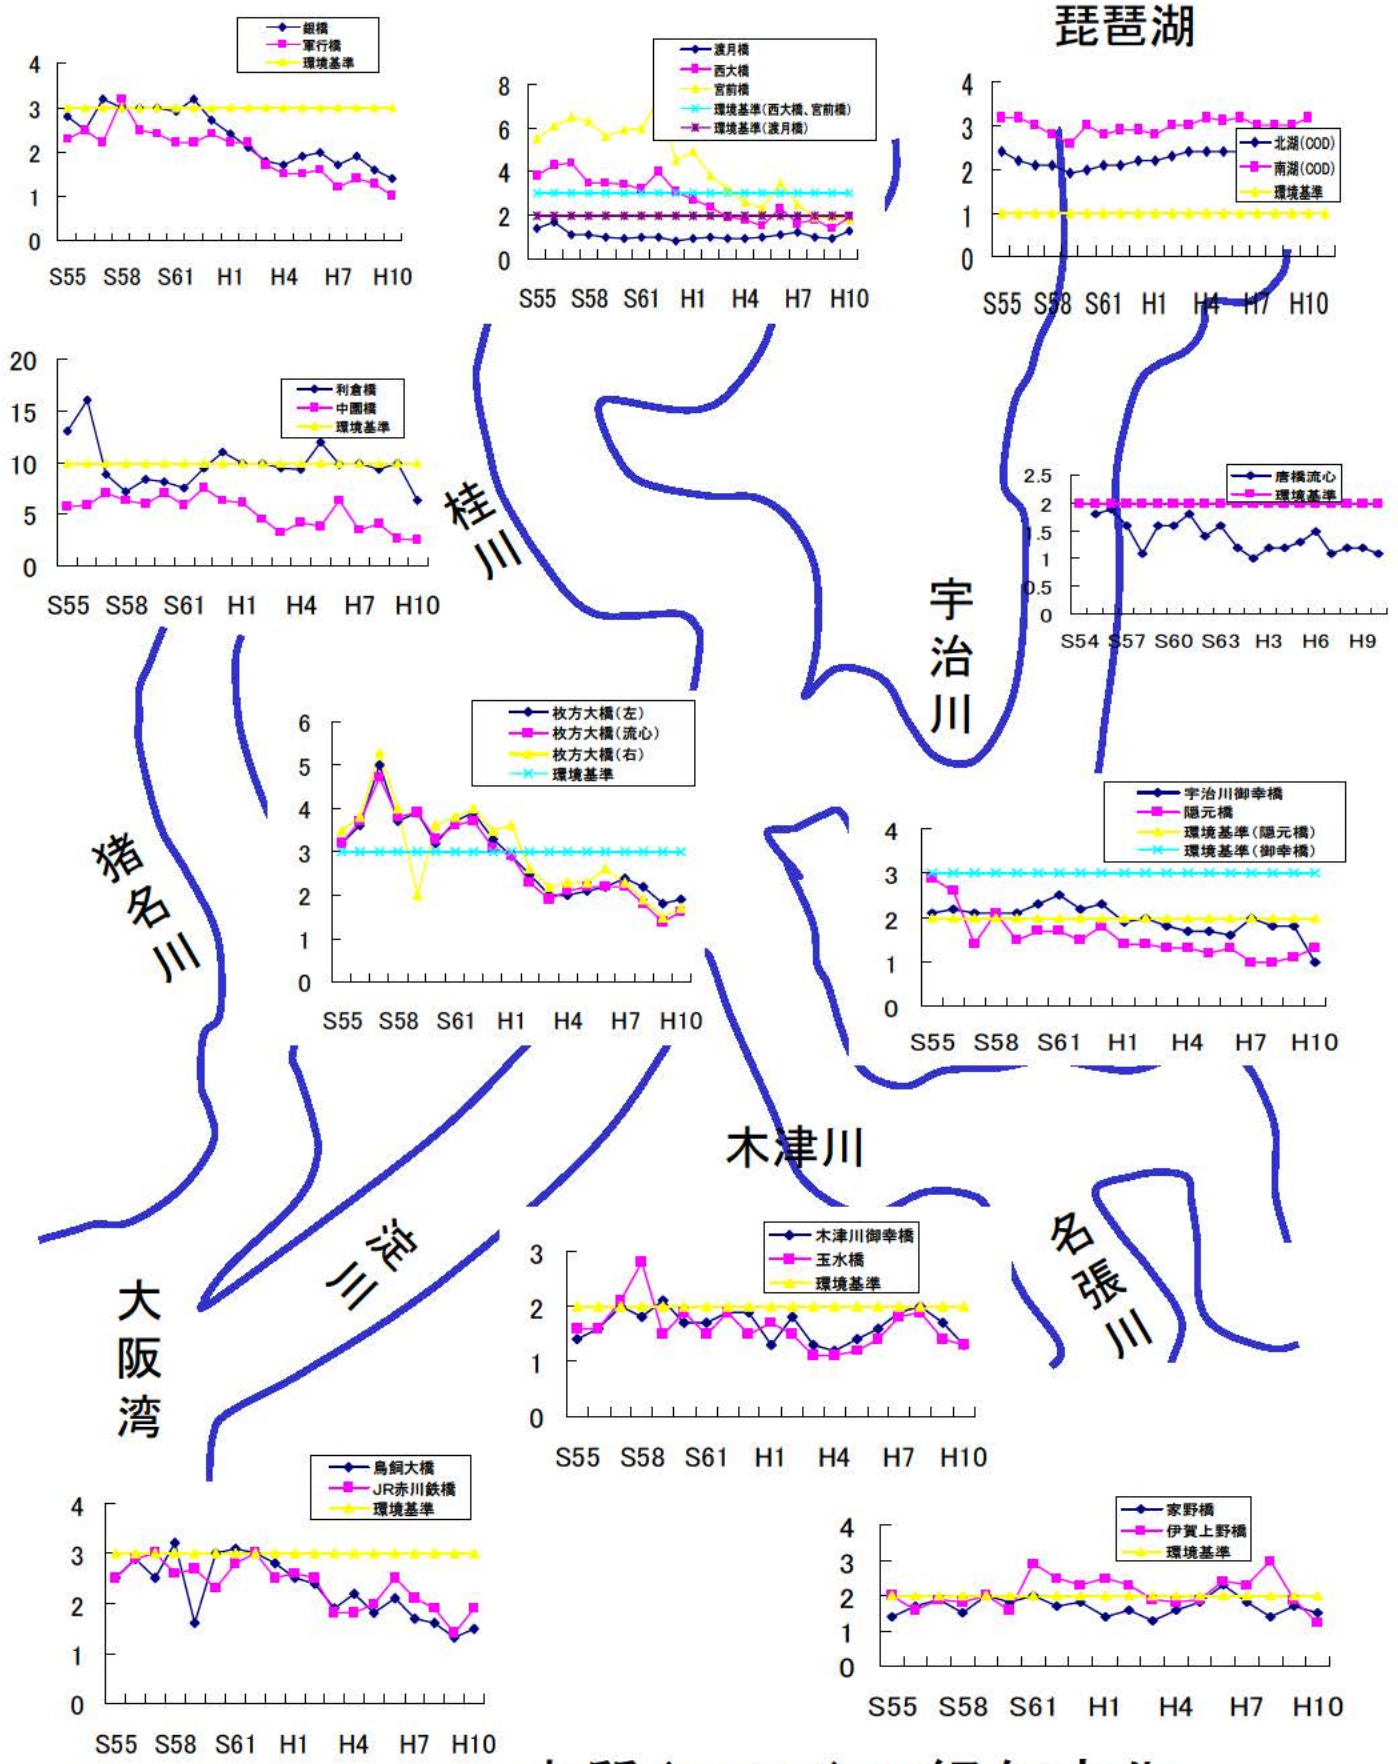 琵琶湖
銀橋
軍行橋
環境基準
4
3
2
1
0
S55 S58 S61 H1 H4 H7 H10
渡月橋
西大橋
宮前橋
環境基準(西大橋、宮前橋)
環境基準(渡月橋)
8
6
4
2
0
S55 S58 S61 H1 H4 H7 H10
北湖(COD)
南湖(COD)
環境基準
4
3
2
1
0
S55 S58 S61 H1 H4 H7 H10
利倉橋
中園橋
環境基準
20
15
10
5
0
S55 S58 S61 H1 H4 H7 H10
桂川
唐橋流心
環境基準
2.5
2
1.5
1
0.5
0
S54 S57 S60 S63 H3 H6 H9
宇治川
枚方大橋(左)
枚方大橋(流心)
枚方大橋(右)
環境基準
6
5
4
3
2
1
0
S55 S58 S61 H1 H4 H7 H10
猪名川
宇治川御幸橋
隠元橋
環境基準(隠元橋)
環境基準(御幸橋)
4
3
2
1
0
S55 S58 S61 H1 H4 H7 H10
木津川
淀川
名張川
大阪湾
木津川御幸橋
玉水橋
環境基準
3
2
1
0
S55 S58 S61 H1 H4 H7 H10
鳥飼大橋
JR赤川鉄橋
環境基準
4
3
2
1
0
S55 S58 S61 H1 H4 H7 H10
家野橋
伊賀上野橋
環境基準
4
3
2
1
0
S55 S58 S61 H1 H4 H7 H10